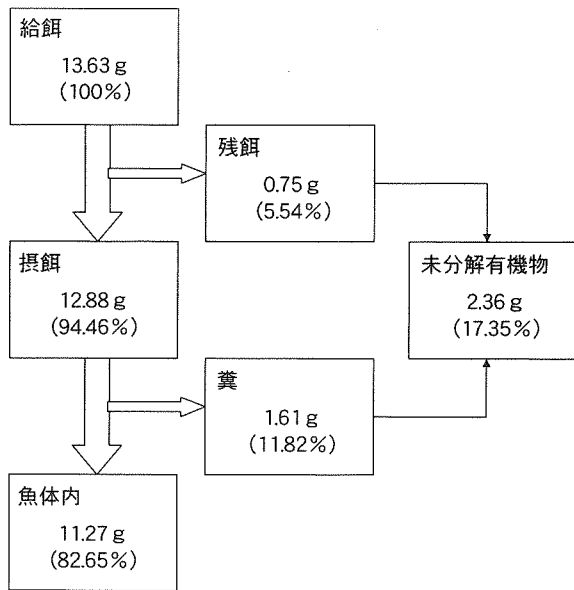 給餌
13.63 g
(100%)
残餌
0.75 g
(5.54%)
摂餌
12.88 g
(94.46%)
未分解有機物
2.36 g
(17.35%)
糞
1.61 g
(11.82%)
魚体内
11.27 g
(82.65%)